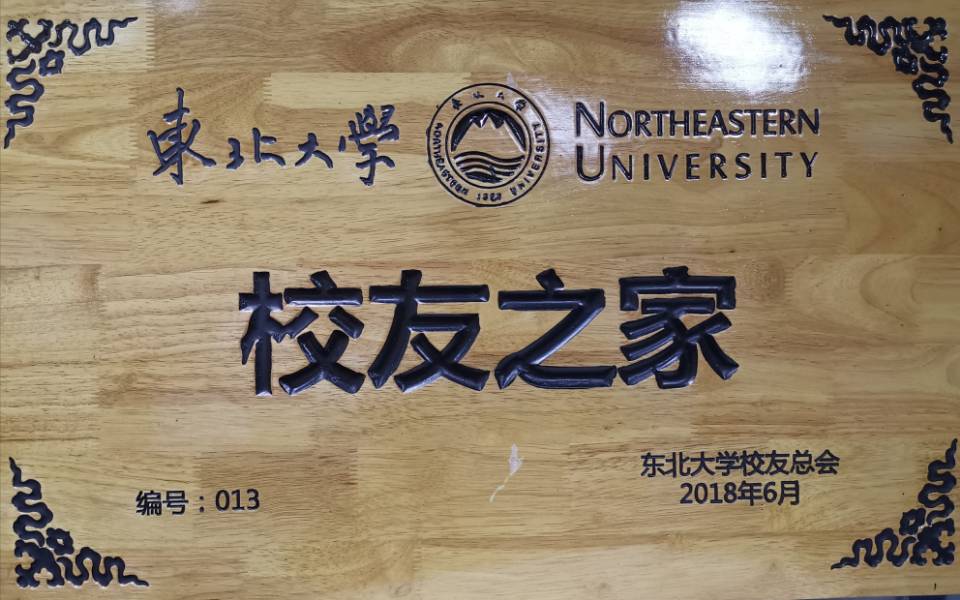 東北大學
NORTHEASTERN
UNIVERSITY
校友之家
编号：013
东北大学校友总会
2018年6月